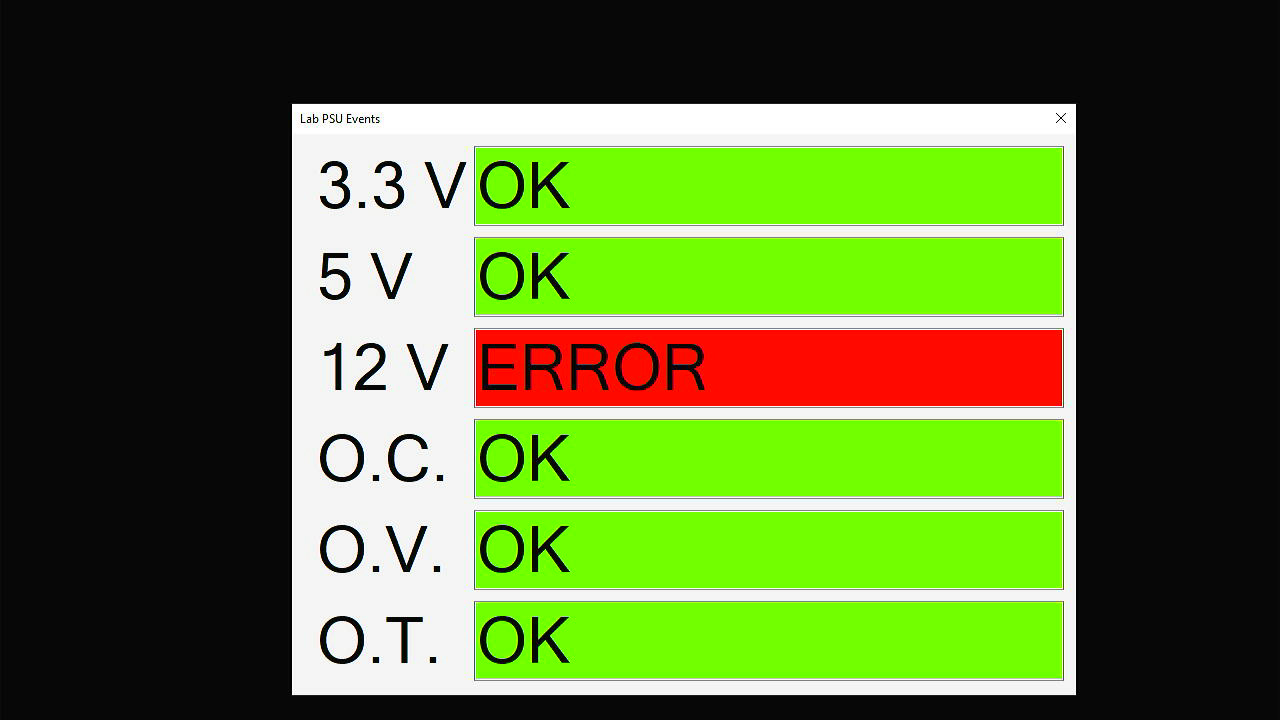 Lab PSU Events
3.3 V OK
5 V OK
12 V ERROR
O.C. OK
O.V. OK
O.T. OK